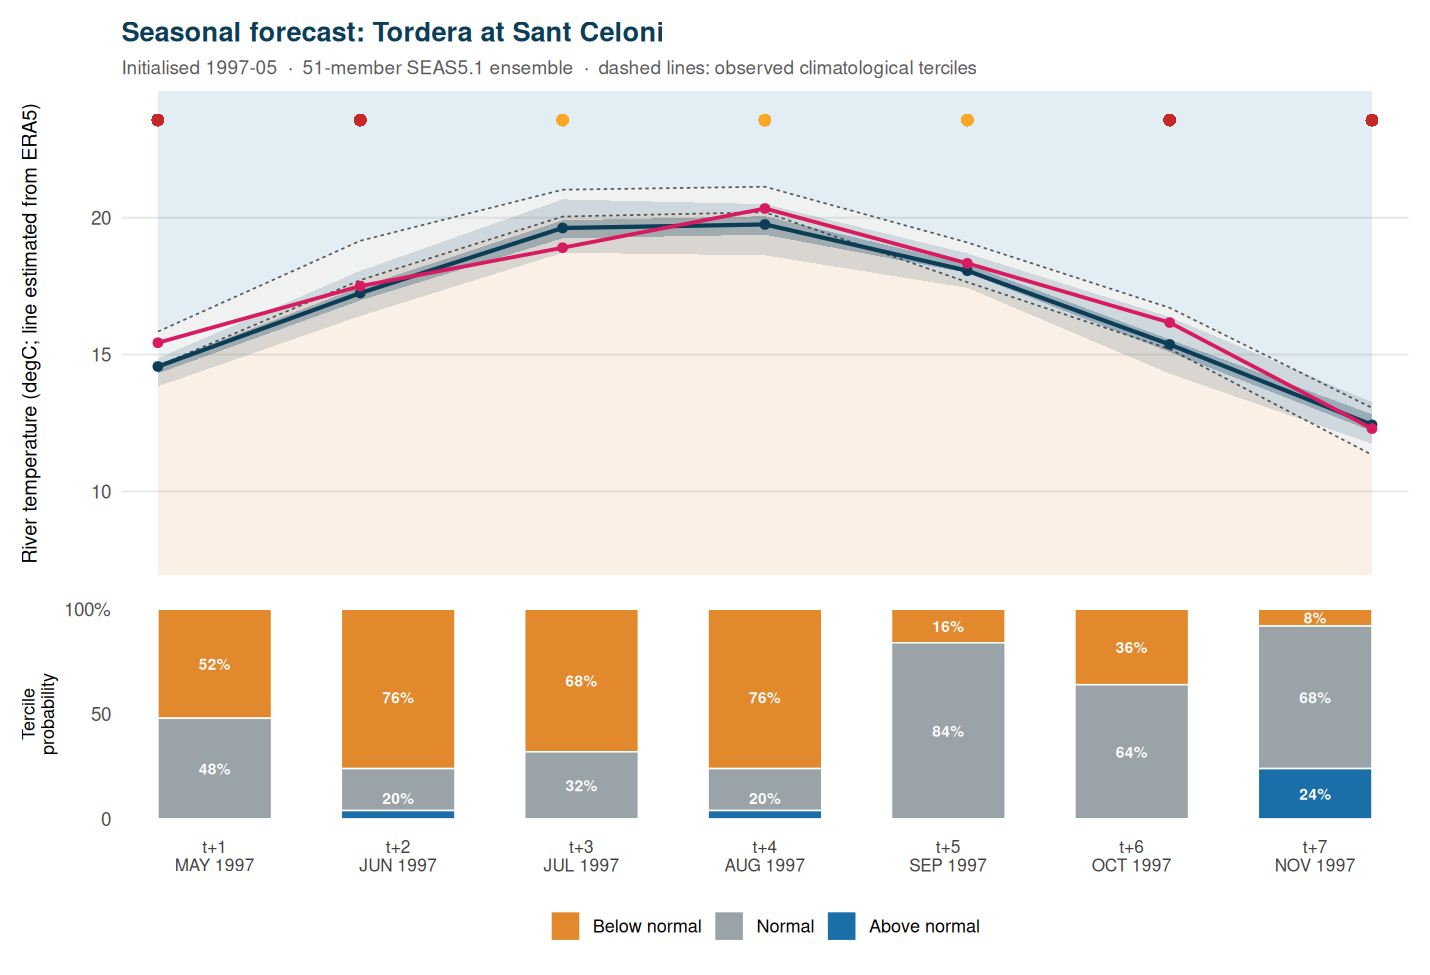 Seasonal forecast: Tordera at Sant Celoni
Initialised 1997-05 · 51-member SEAS5.1 ensemble · dashed lines: observed climatological terciles
River temperature (degC; line estimated from ERA5)
20
15
10
Tercile
probability
100%
50
0
52%
48%
76%
20%
68%
32%
76%
20%
16%
84%
36%
64%
8%
68%
24%
t+1
MAY 1997
t+2
JUN 1997
t+3
JUL 1997
t+4
AUG 1997
t+5
SEP 1997
t+6
OCT 1997
t+7
NOV 1997
Below normal
Normal
Above normal